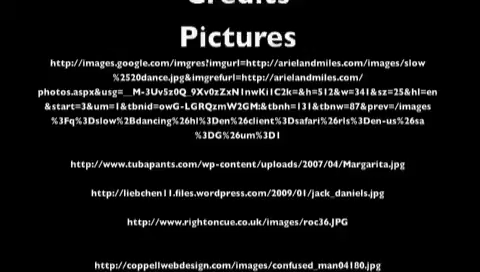 Credits
Pictures
http://images.google.com/imgres?imgurl=http://arielandmiles.com/images/slow
%2520dance.jpg&imgrefurl=http://arielandmiles.com/
photos.aspx&usg=__M-3Uv5z0Q_9Xv0zZxN1nwKi1C2k=&h=512&w=341&sz=25&hl=en
&start=3&um=1&tbnid=owG-LGRQzmW2GM:&tbnh=131&tbnw=87&prev=/images
%3Fq%3Dslow%2Bdancing%26hl%3Den%26client%3Dsafari%26rls%3Den-us%26sa
%3DG%26um%3D1
http://www.tubapants.com/wp-content/uploads/2007/04/Margarita.jpg
http://liebchen11.files.wordpress.com/2009/01/jack_daniels.jpg
http://www.rightoncue.co.uk/images/roc36.JPG
http://coppellwebdesign.com/images/confused_man04180.jpg